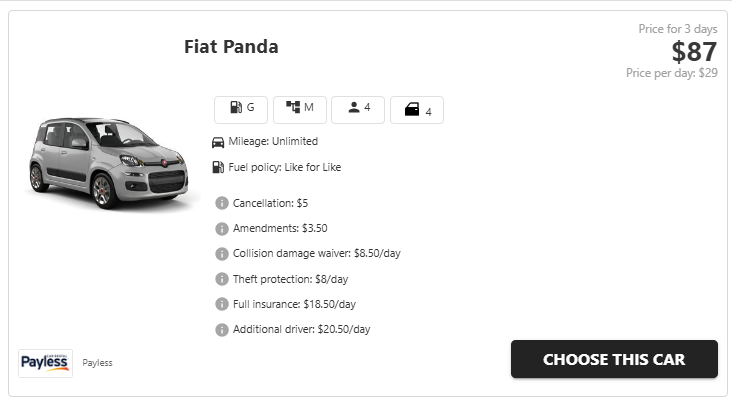 Price for 3 days
Fiat Panda
$87
Price per day: $29
G M 4 4
Mileage: Unlimited
Fuel policy: Like for Like
Cancellation: $5
Amendments: $3.50
Collision damage waiver: $8.50/day
Theft protection: $8/day
Full insurance: $18.50/day
Additional driver: $20.50/day
CAR RENTAL
Payless
Payless
CHOOSE THIS CAR